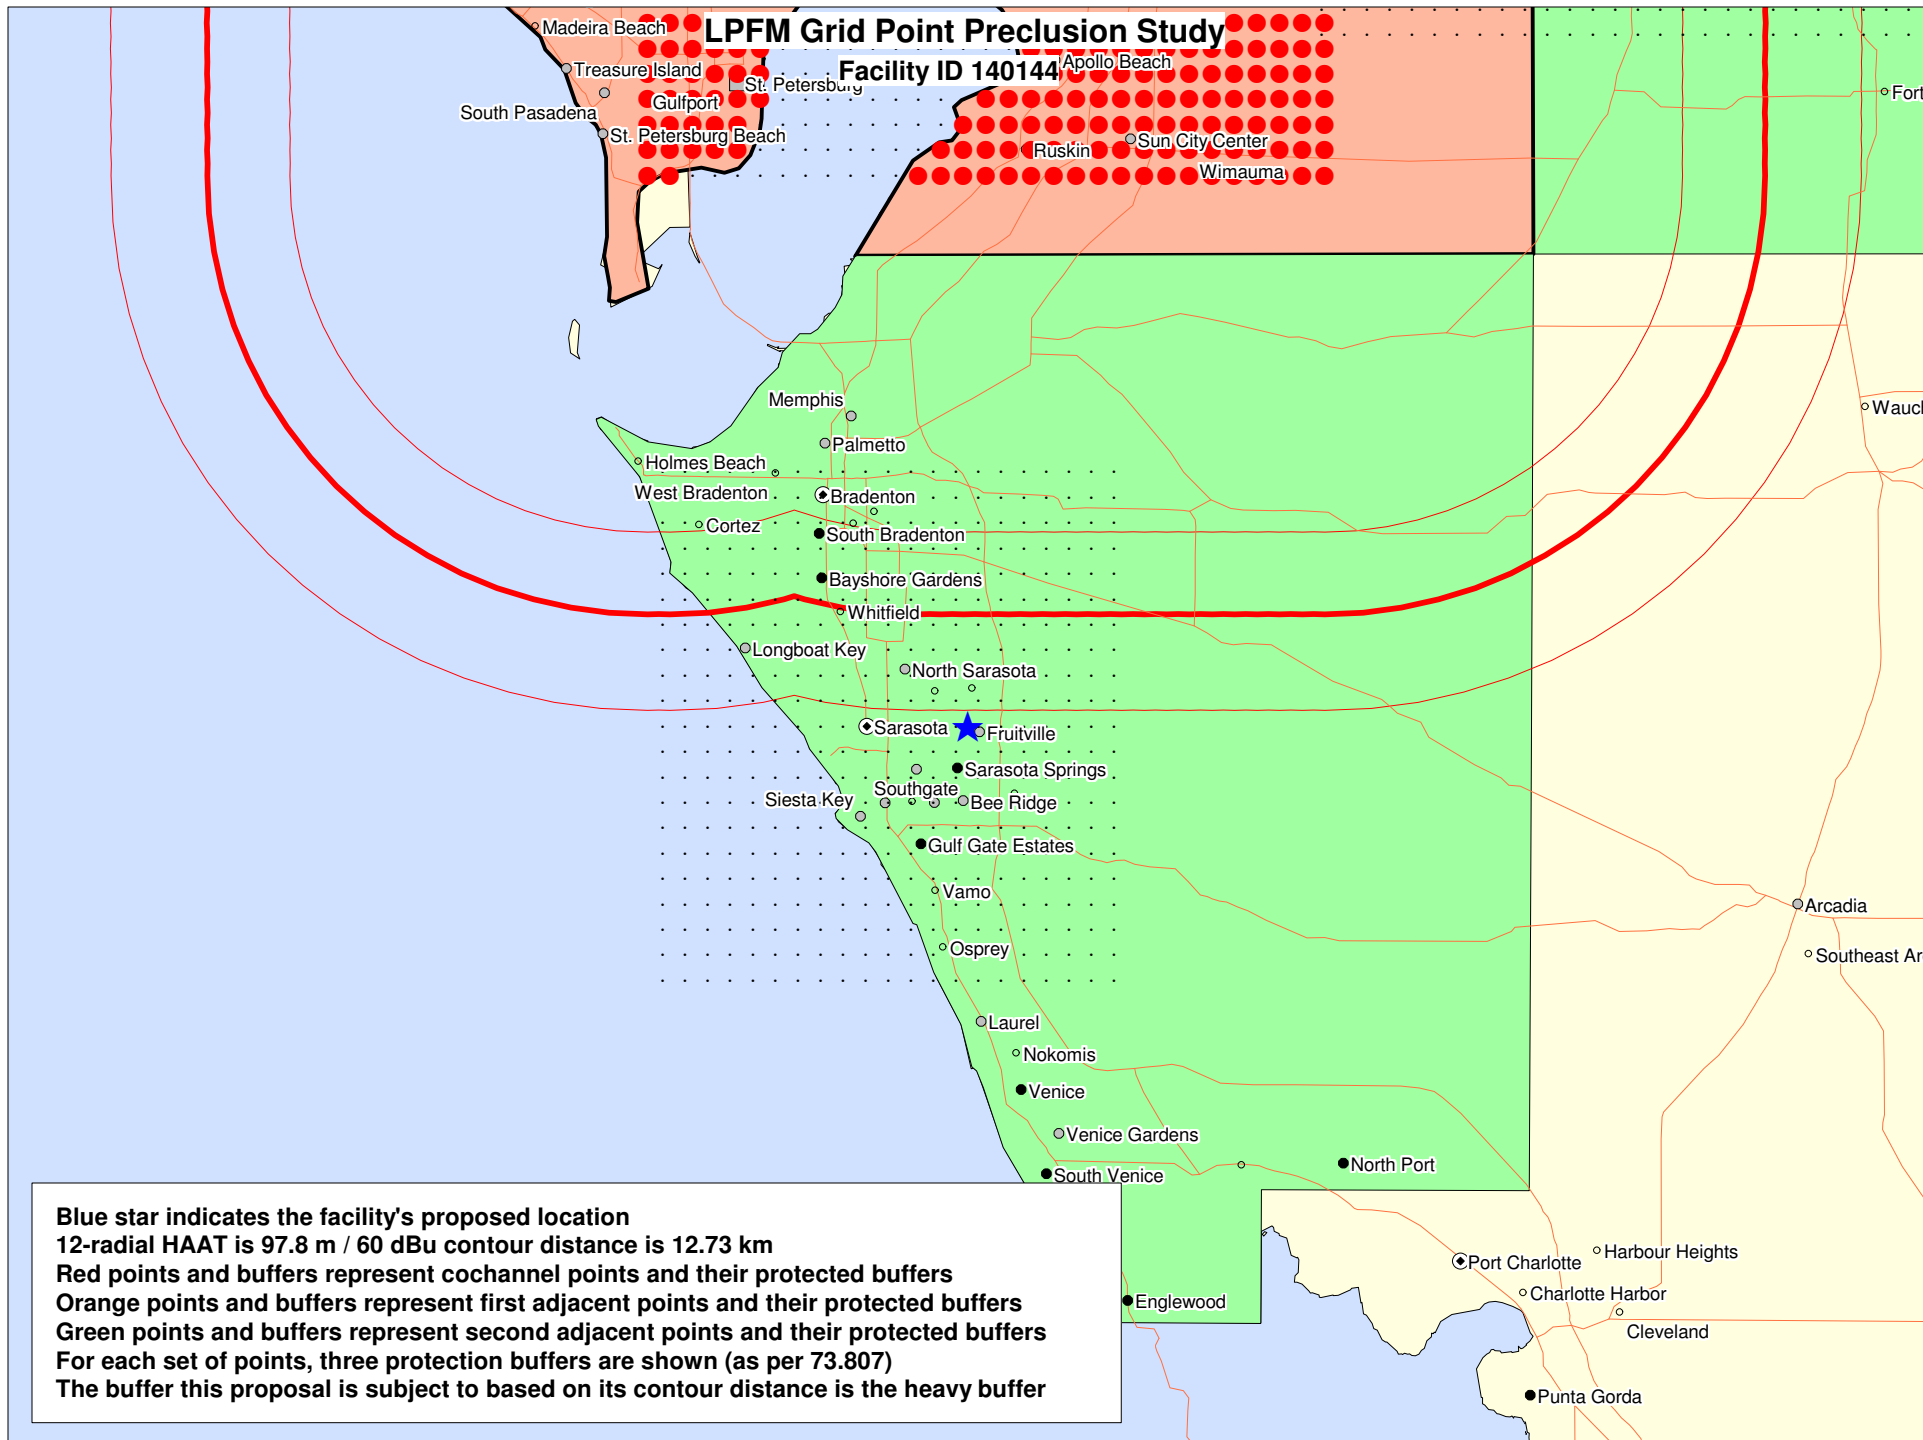 LPFM Grid Point Preclusion Study
Facility ID 140144
Madeira Beach
Treasure Island
South Pasadena
Gulfport
St. Petersburg
St. Petersburg Beach
Apollo Beach
Sun City Center
Ruskin
Wimauma
Fort
Memphis
Palmetto
Holmes Beach
West Bradenton
Bradenton
Cortez
South Bradenton
Bayshore Gardens
Whitfield
Longboat Key
North Sarasota
Sarasota
Fruitville
Sarasota Springs
Southgate
Siesta Key
Bee Ridge
Gulf Gate Estates
Vamo
Osprey
Laurel
Nokomis
Venice
Venice Gardens
South Venice
North Port
Wauch
Arcadia
Southeast Ar
Englewood
Port Charlotte
Harbour Heights
Charlotte Harbor
Cleveland
Punta Gorda
Blue star indicates the facility's proposed location
12-radial HAAT is 97.8 m / 60 dBu contour distance is 12.73 km
Red points and buffers represent cochannel points and their protected buffers
Orange points and buffers represent first adjacent points and their protected buffers
Green points and buffers represent second adjacent points and their protected buffers
For each set of points, three protection buffers are shown (as per 73.807)
The buffer this proposal is subject to based on its contour distance is the heavy buffer